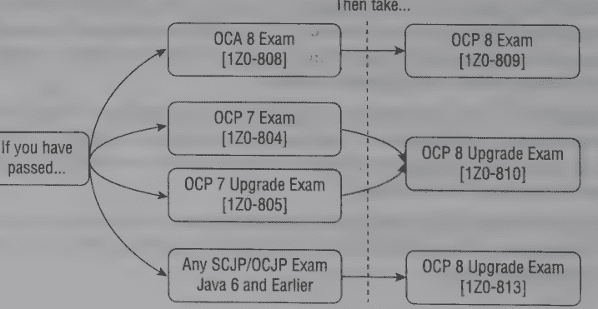 Then take...
OCA 8 Exam
[1Z0-808]
OCP 8 Exam
[1Z0-809]
OCP 7 Exam
[1Z0-804]
If you have
passed...
OCP 8 Upgrade Exam
[1Z0-810]
OCP 7 Upgrade Exam
[1Z0-805]
Any SCJP/OCJP Exam
Java 6 and Earlier
OCP 8 Upgrade Exam
[1Z0-813]